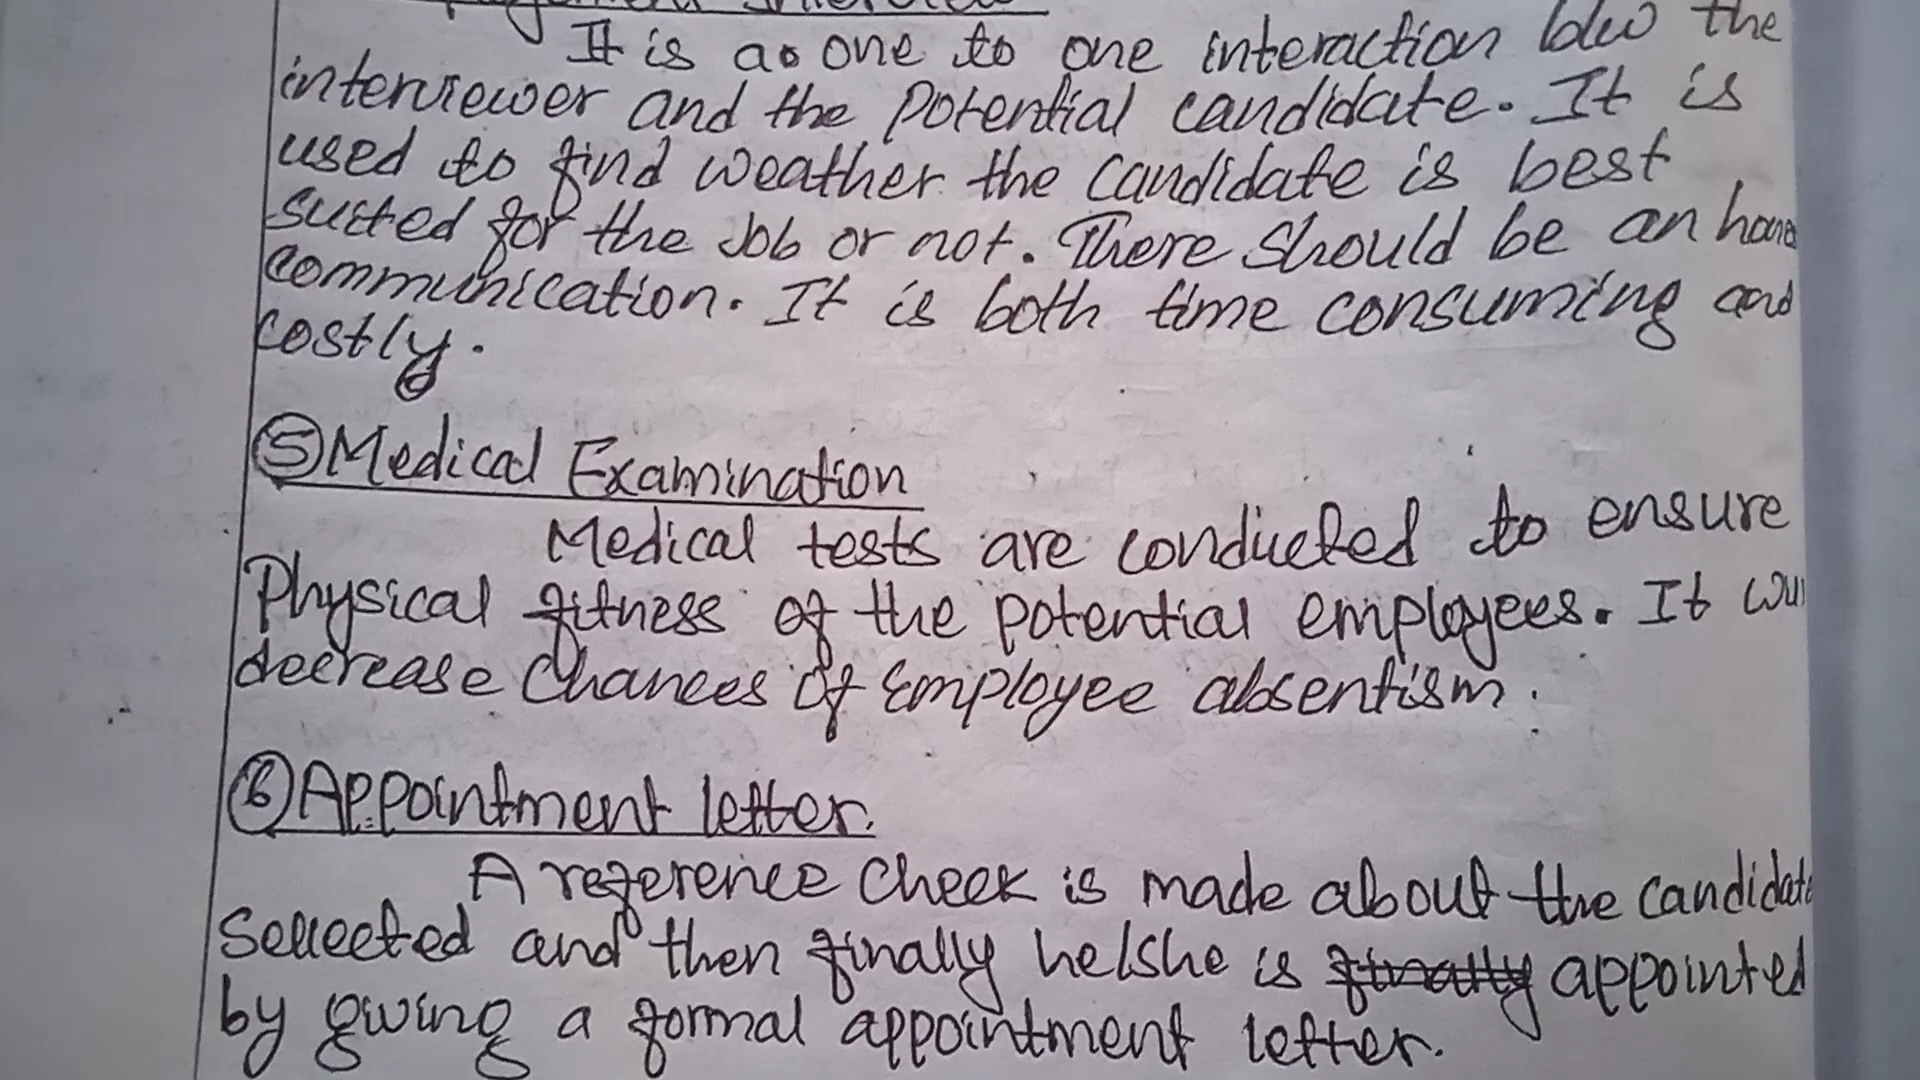 It is a one to one interaction b/w the
interviewer and the Potential candidate. It is
used to find weather the candidate is best
suited for the Job or not. There Should be an
communication. It is both time consuming and
costly.
⑤ Medical Examination
Medical tests are conducted to ensure
Physical fitness of the potential employees. It
decrease Chances of Employee absentism.
⑥ Appointment letter.
A reference Check is made about the candidate
Sellected and then finally he/she is finally appointed
by giving a formal appointment letter.